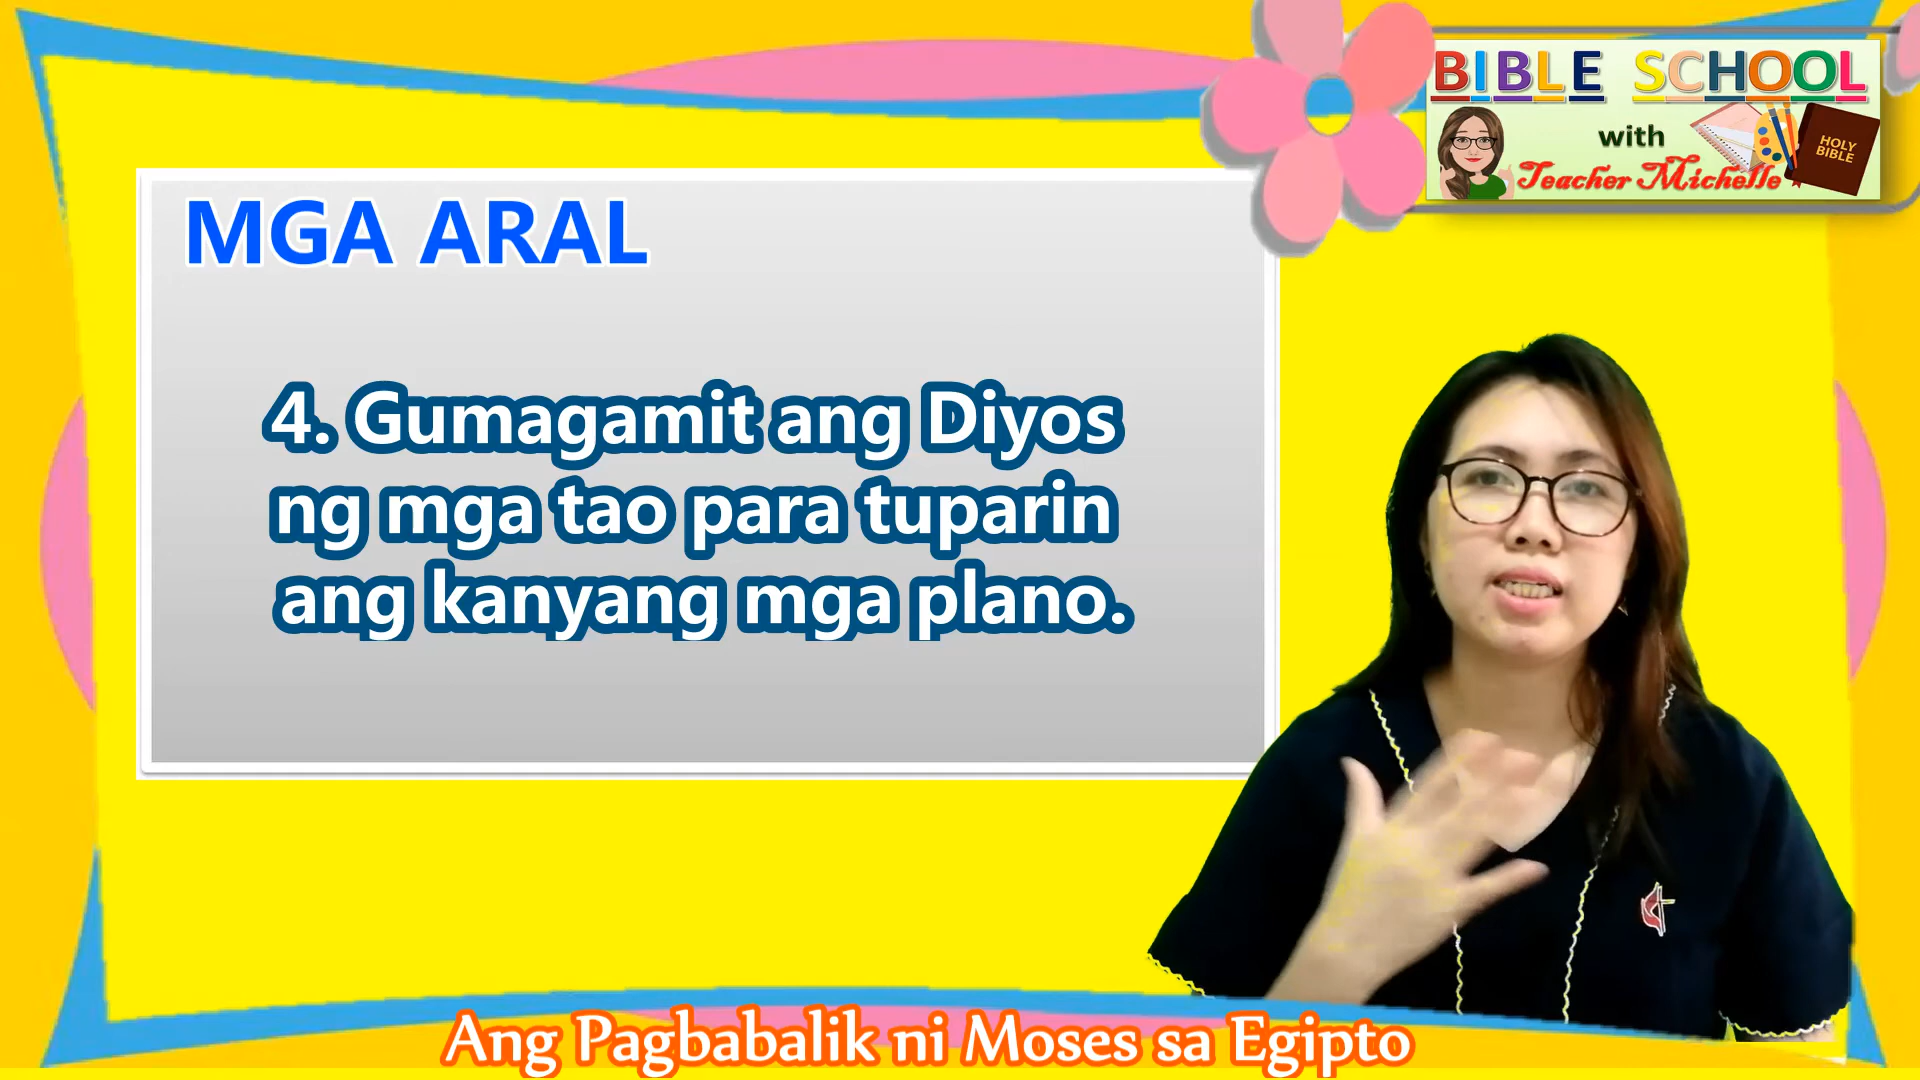 BIBLE SCHOOL
with
Teacher Michelle
HOLY
BIBLE
MGA ARAL
4. Gumagamit ang Diyos
ng mga tao para tuparin
ang kanyang mga plano.
Ang Pagbabalik ni Moses sa Egipto